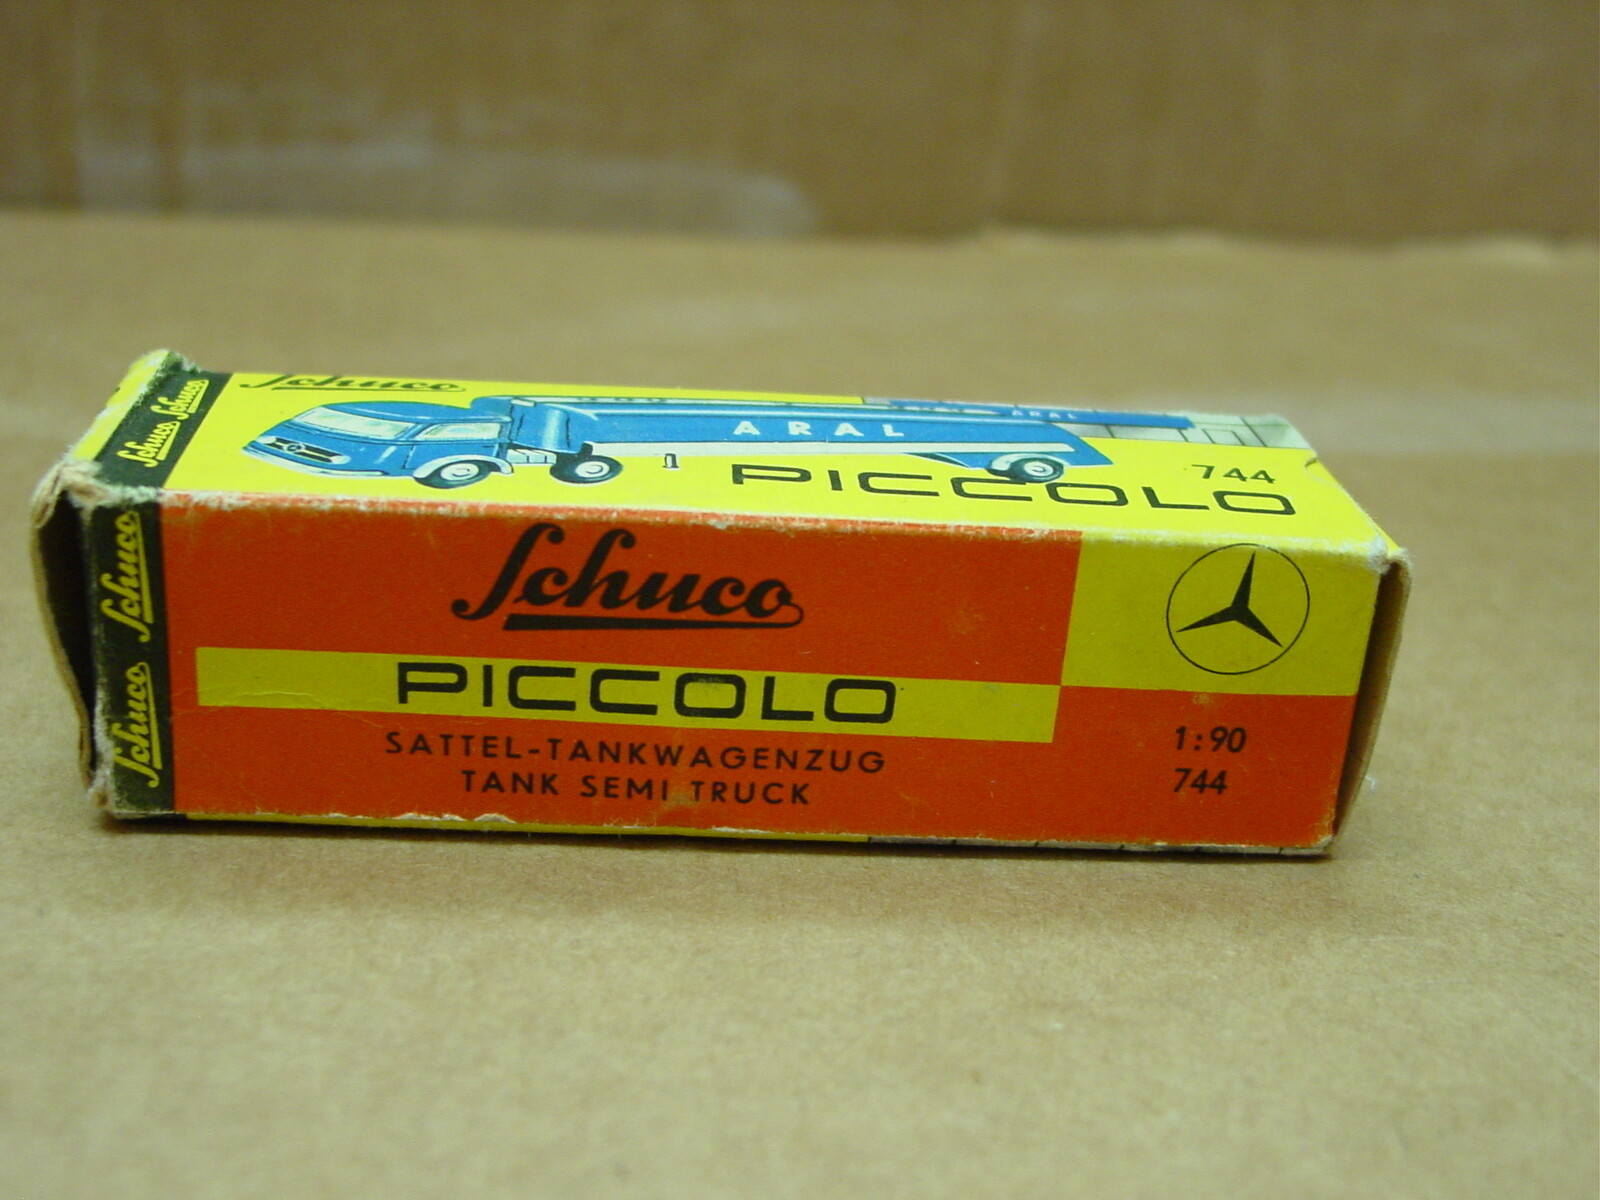 Schuco
ARAL
ARAL
744
PICCOLO
Schuco Schuco
Schuco Schuco
Schuco
PICCOLO
SATTEL-TANKWAGENZUG
TANK SEMI TRUCK
1:90
744